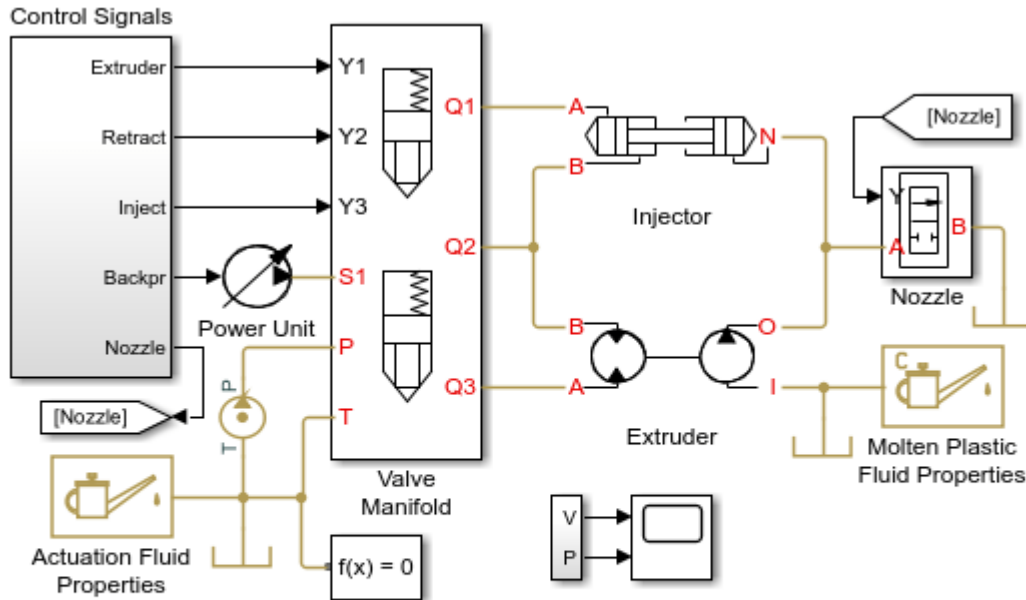 Control Signals
Extruder
Retract
Inject
Backpr
Nozzle
[Nozzle]
Power Unit
P
T
Y1
Y2
Y3
S1
P
T
Q1
Q2
Q3
Valve
Manifold
A
B
N
Injector
B
A
O
I
Extruder
[Nozzle]
Y
A
B
Nozzle
C
Molten Plastic
Fluid Properties
Actuation Fluid
Properties
f(x) = 0
V
P